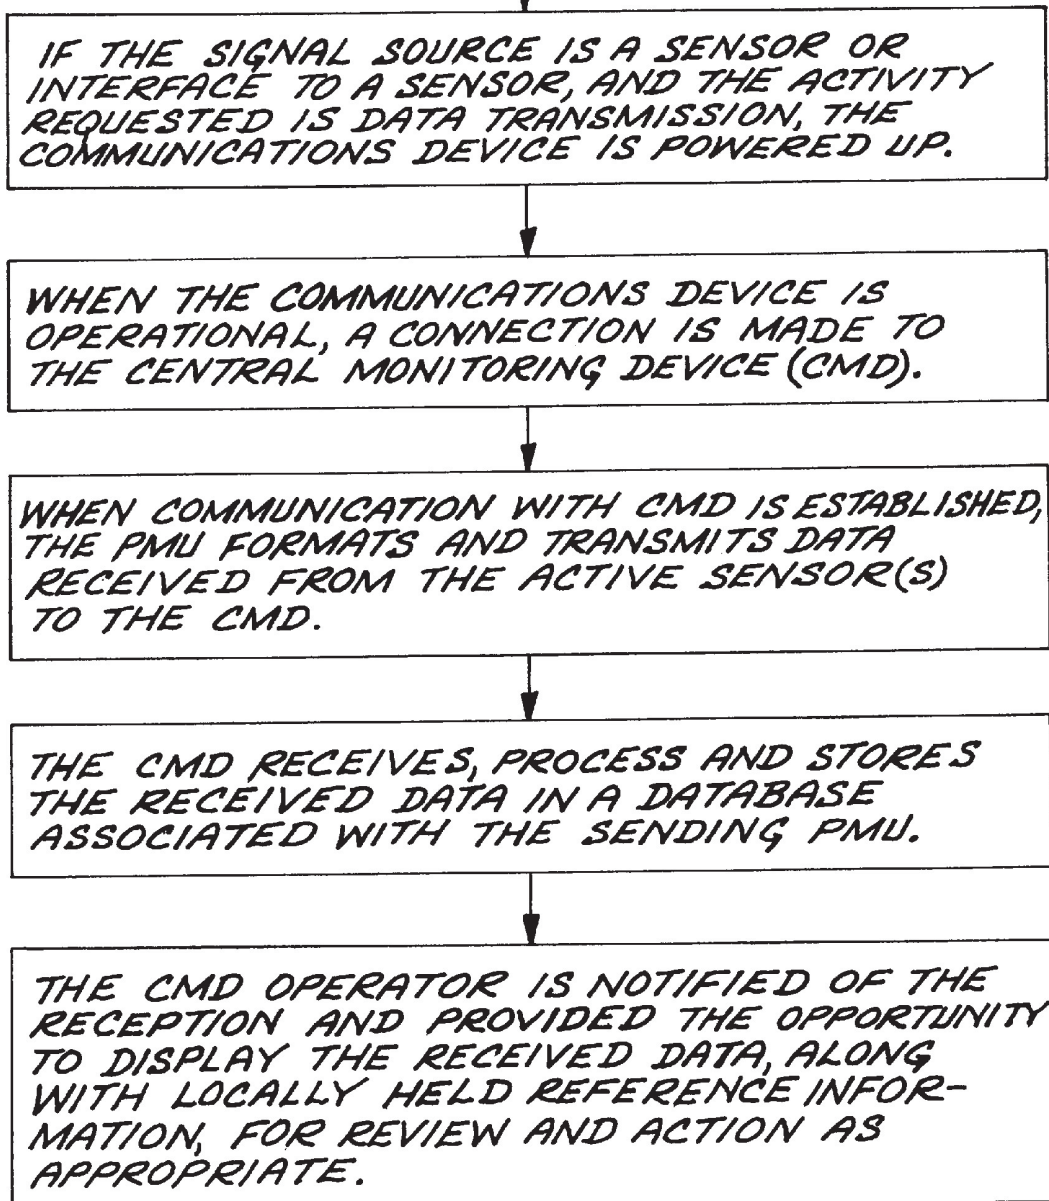 IF THE SIGNAL SOURCE IS A SENSOR OR
INTERFACE TO A SENSOR, AND THE ACTIVITY
REQUESTED IS DATA TRANSMISSION, THE
COMMUNICATIONS DEVICE IS POWERED UP.
WHEN THE COMMUNICATIONS DEVICE IS
OPERATIONAL, A CONNECTION IS MADE TO
THE CENTRAL MONITORING DEVICE (CMD).
WHEN COMMUNICATION WITH CMD IS ESTABLISHED,
THE PMU FORMATS AND TRANSMITS DATA
RECEIVED FROM THE ACTIVE SENSOR(S)
TO THE CMD.
THE CMD RECEIVES, PROCESS AND STORES
THE RECEIVED DATA IN A DATABASE
ASSOCIATED WITH THE SENDING PMU.
THE CMD OPERATOR IS NOTIFIED OF THE
RECEPTION AND PROVIDED THE OPPORTUNITY
TO DISPLAY THE RECEIVED DATA, ALONG
WITH LOCALLY HELD REFERENCE INFOR-
MATION, FOR REVIEW AND ACTION AS
APPROPRIATE.